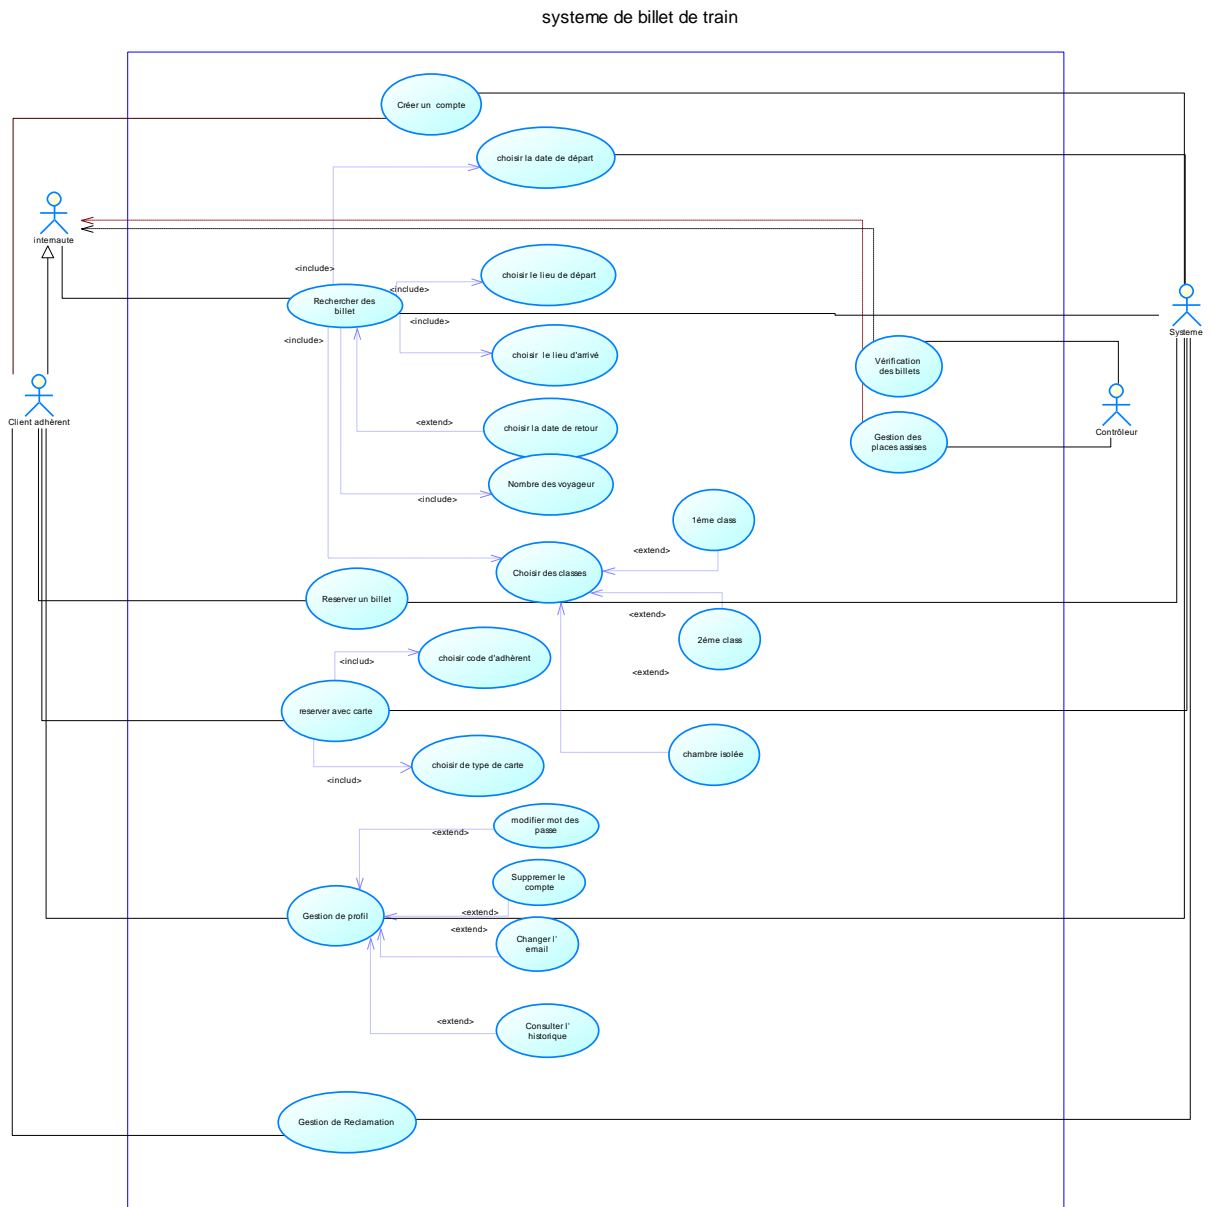 systeme de billet de train
Créer un  compte
choisir la date de départ
internaute
<include>
choisir le lieu de départ
<include>
Rechercher des
billet
<include>
<include>
Systeme
choisir  le lieu d'arrivé
Vérification
des billets
Client adhèrent
<extend>
choisir la date de retour
Contrôleur
Gestion des
places assises
Nombre des voyageur
<include>
1éme class
<extend>
Choisir des classes
Reserver un billet
<extend>
2éme class
choisir code d'adhèrent
<includ>
<extend>
reserver avec carte
chambre isolée
choisir de type de carte
<includ>
modifier mot des
passe
<extend>
Suppremer le
compte
<extend>
Gestion de profil
<extend>
Changer l'
email
<extend>
Consulter l'
historique
Gestion de Reclamation